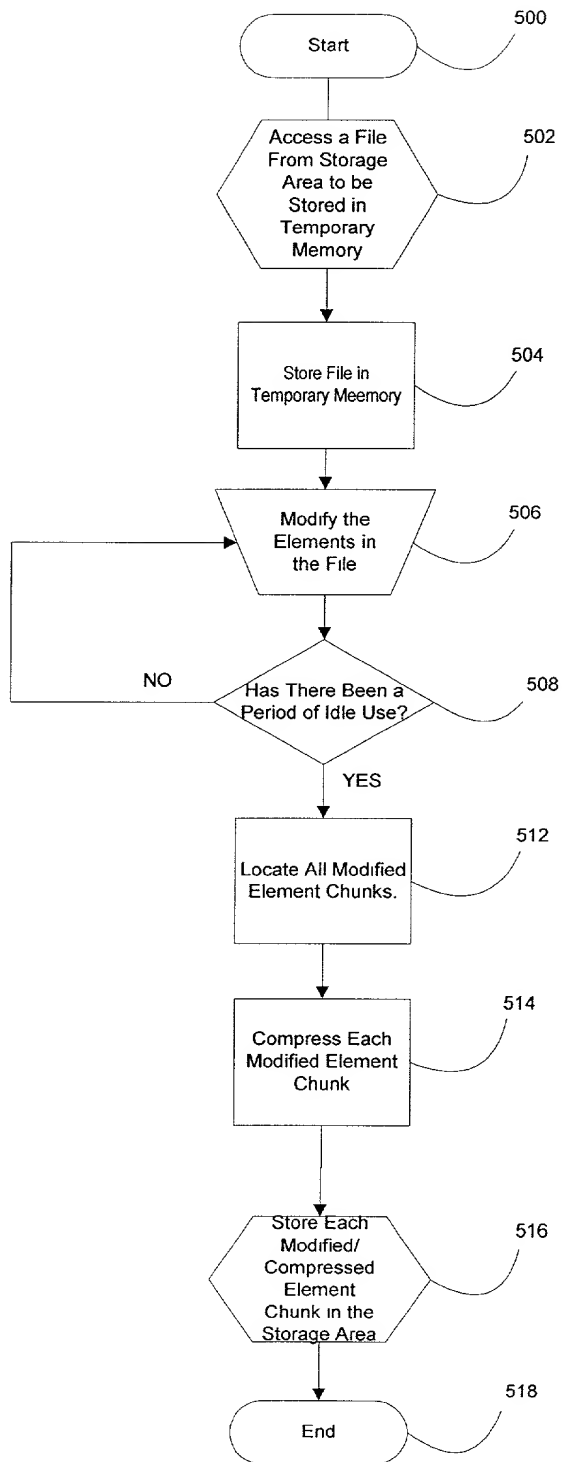 500
Start
502
Access a File
From Storage
Area to be
Stored in
Temporary
Memory
504
Store File in
Temporary Meemory
506
Modify the
Elements in
the File
508
NO
Has There Been a
Period of Idle Use?
YES
512
Locate All Modified
Element Chunks.
514
Compress Each
Modified Element
Chunk
516
Store Each
Modified/
Compressed
Element
Chunk in the
Storage Area
518
End